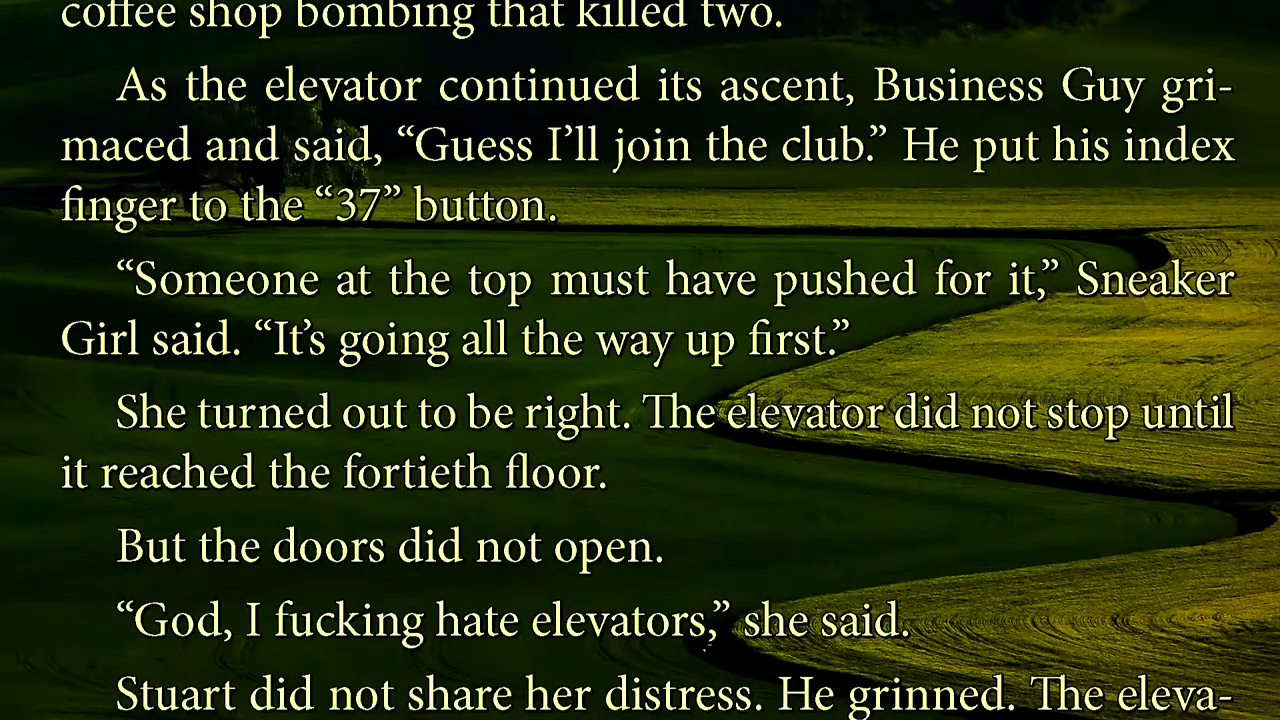 coffee shop bombing that killed two.
As the elevator continued its ascent, Business Guy gri-
maced and said, “Guess I’ll join the club.” He put his index
finger to the “37” button.
“Someone at the top must have pushed for it,” Sneaker
Girl said. “It’s going all the way up first.”
She turned out to be right. The elevator did not stop until
it reached the fortieth floor.
But the doors did not open.
“God, I fucking hate elevators,” she said.
Stuart did not share her distress. He grinned. The eleva-